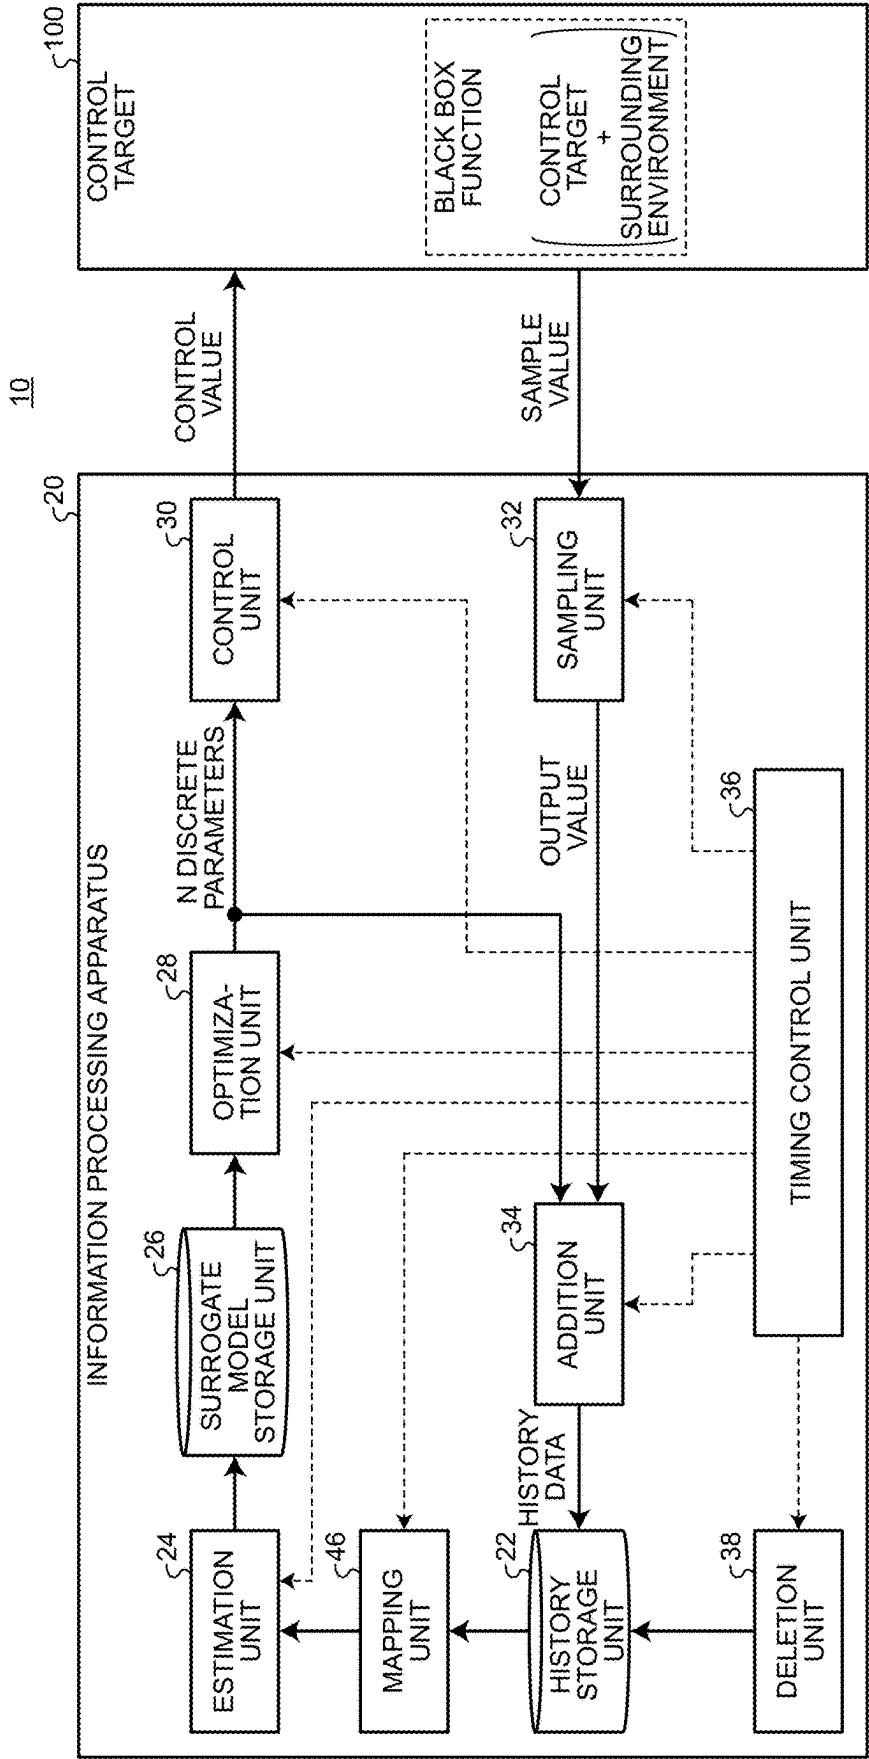 10
INFORMATION PROCESSING APPARATUS
20
24
ESTIMATION
UNIT
26
SURROGATE
MODEL
STORAGE UNIT
28
OPTIMIZA-
TION UNIT
N DISCRETE
PARAMETERS
30
CONTROL
UNIT
CONTROL
VALUE
100
CONTROL
TARGET
46
MAPPING
UNIT
22
HISTORY
STORAGE
UNIT
HISTORY
DATA
34
ADDITION
UNIT
OUTPUT
VALUE
32
SAMPLING
UNIT
SAMPLE
VALUE
BLACK BOX
FUNCTION
CONTROL
TARGET
+
SURROUNDING
ENVIRONMENT
38
DELETION
UNIT
36
TIMING CONTROL UNIT